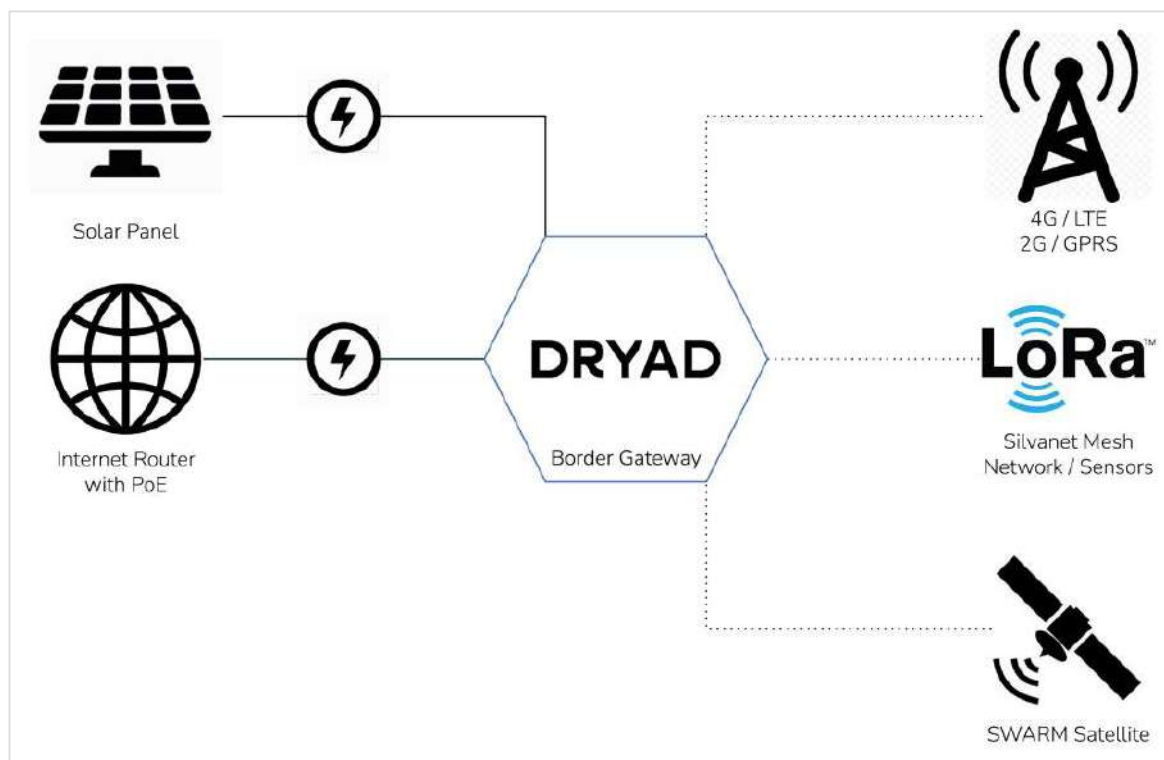 Solar Panel
Internet Router
with PoE
DRYAD
Border Gateway
4G / LTE
2G / GPRS
LoRa™
Silvanet Mesh
Network / Sensors
SWARM Satellite